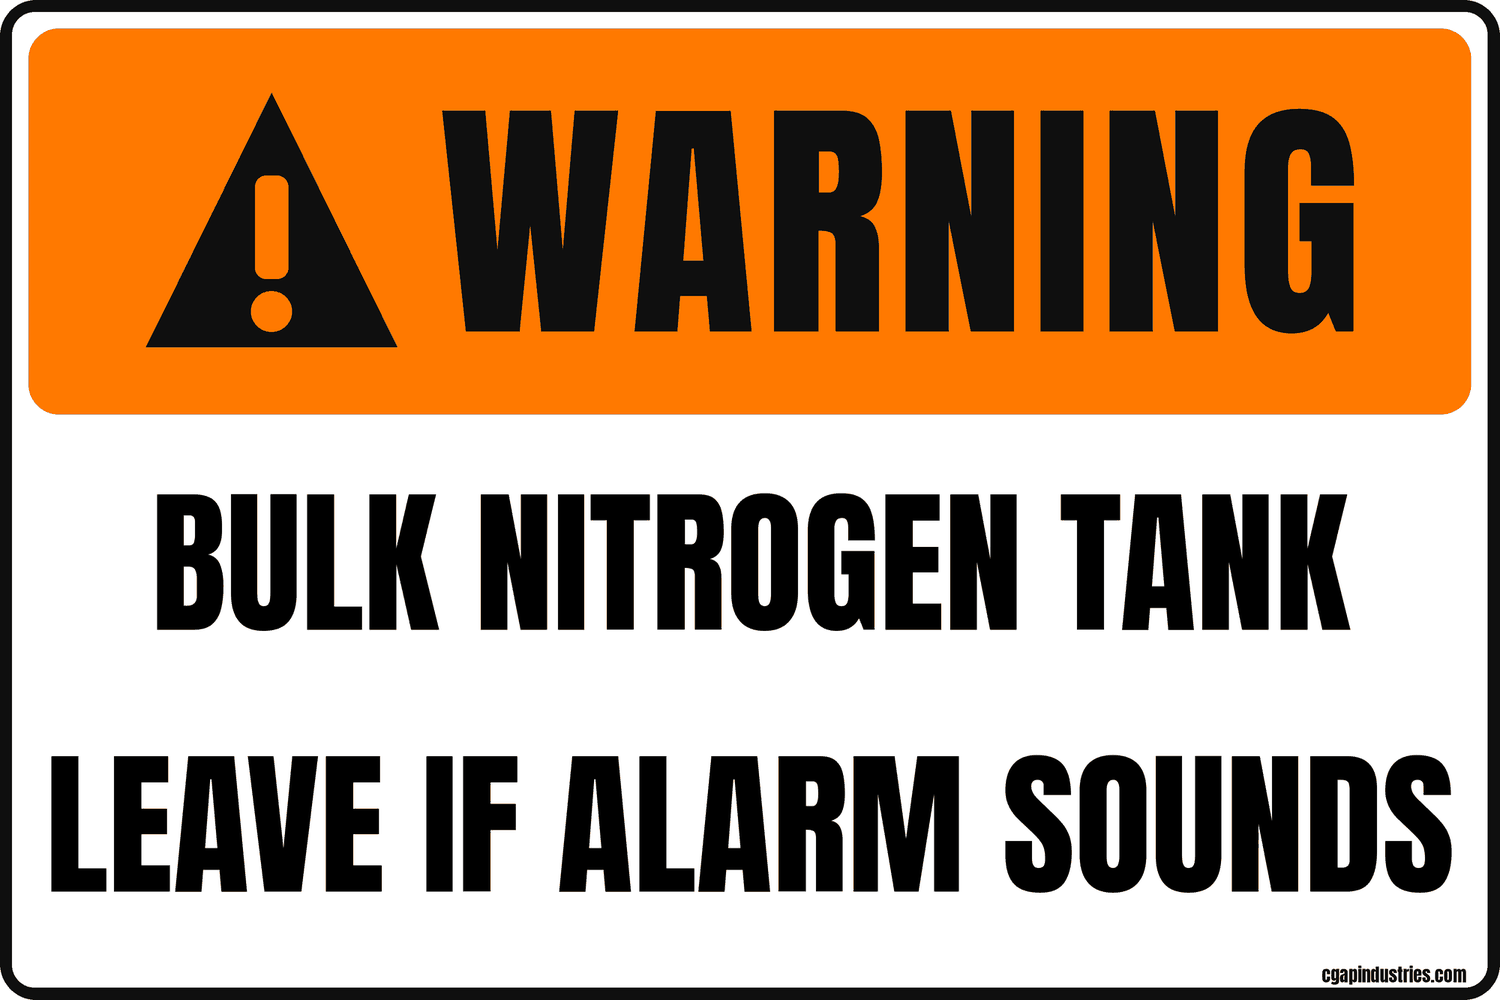 WARNING
BULK NITROGEN TANK
LEAVE IF ALARM SOUNDS
cgapindustries.com